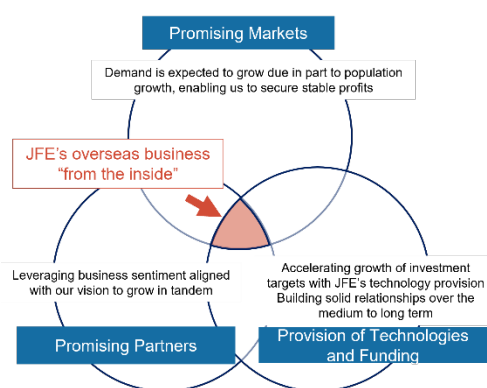 Promising Markets
Demand is expected to grow due in part to population
growth, enabling us to secure stable profits
JFE's overseas business
“from the inside”
Leveraging business sentiment aligned
with our vision to grow in tandem
Promising Partners
Accelerating growth of investment
targets with JFE's technology provision
Building solid relationships over the
medium to long term
Provision of Technologies
and Funding